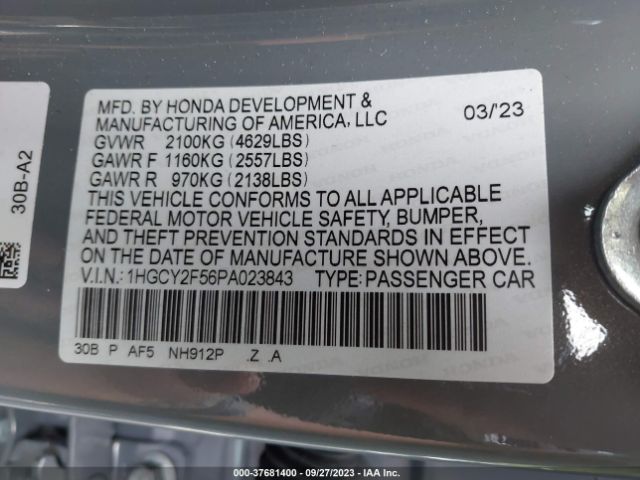 MFD. BY HONDA DEVELOPMENT & 03/'23
MANUFACTURING OF AMERICA, LLC
GVWR 2100KG (4629LBS)
GAWR F 1160KG (2557LBS)
GAWR R 970KG (2138LBS)
THIS VEHICLE CONFORMS TO ALL APPLICABLE
FEDERAL MOTOR VEHICLE SAFETY, BUMPER,
AND THEFT PREVENTION STANDARDS IN EFFECT
ON THE DATE OF MANUFACTURE SHOWN ABOVE.
V.I.N.: 1HGCY2F56PA023843 TYPE: PASSENGER CAR
30B P AF5 NH912P .Z .A
30B-A2
000-37681400 - 09/27/2023 - IAA Inc.